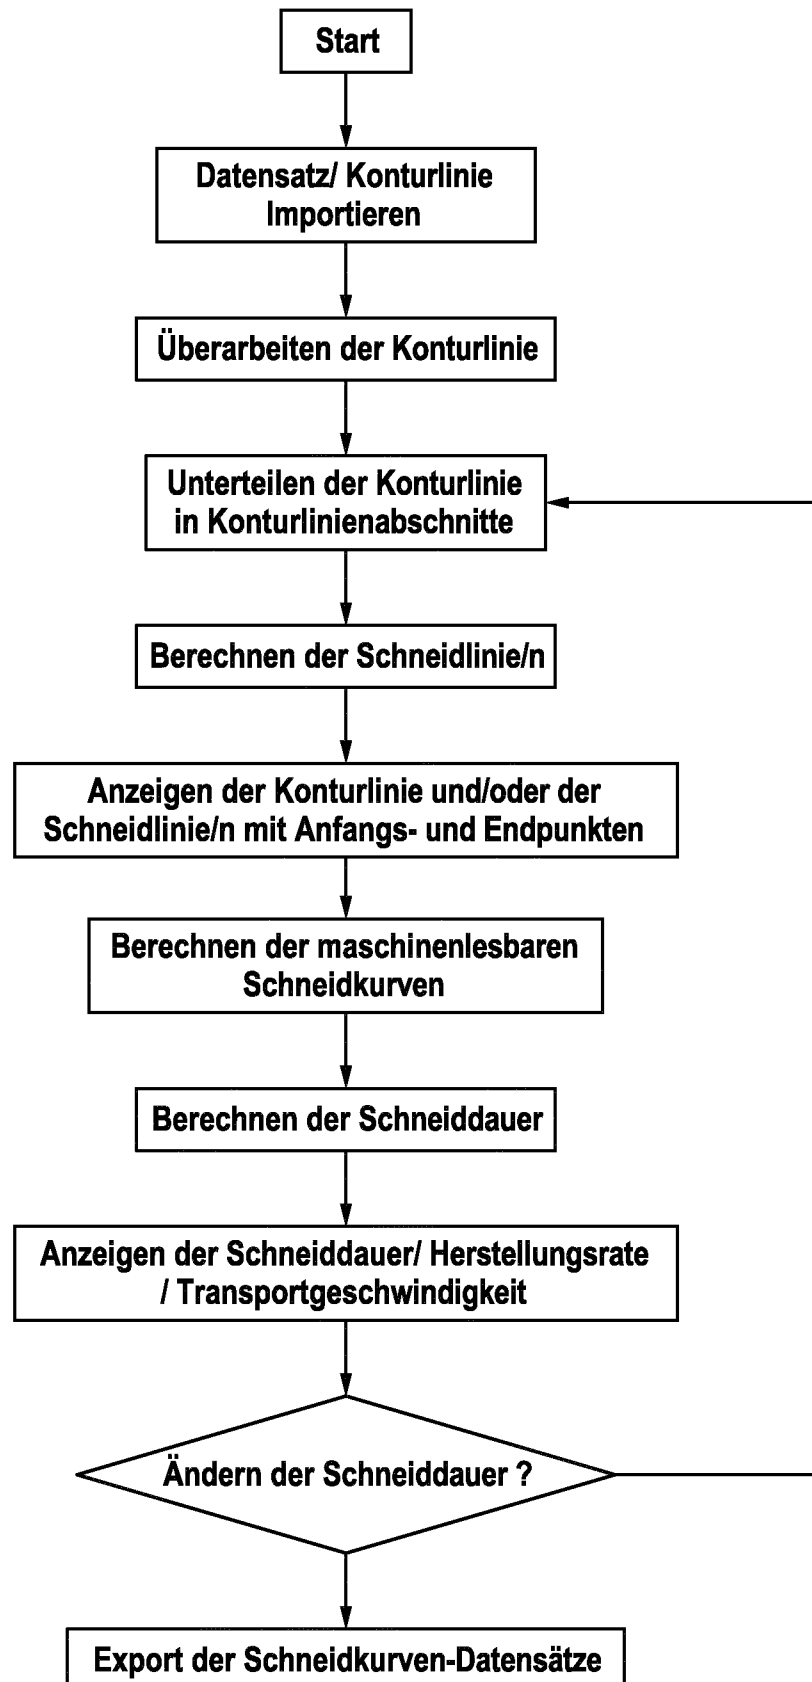 Start
Datensatz/ Konturlinie
Importieren
Überarbeiten der Konturlinie
Unterteilen der Konturlinie
in Konturlinienabschnitte
Berechnen der Schneidlinie/n
Anzeigen der Konturlinie und/oder der
Schneidlinie/n mit Anfangs- und Endpunkten
Berechnen der maschinenlesbaren
Schneidkurven
Berechnen der Schneiddauer
Anzeigen der Schneiddauer/ Herstellungsrate
/ Transportgeschwindigkeit
Ändern der Schneiddauer ?
Export der Schneidkurven-Datensätze